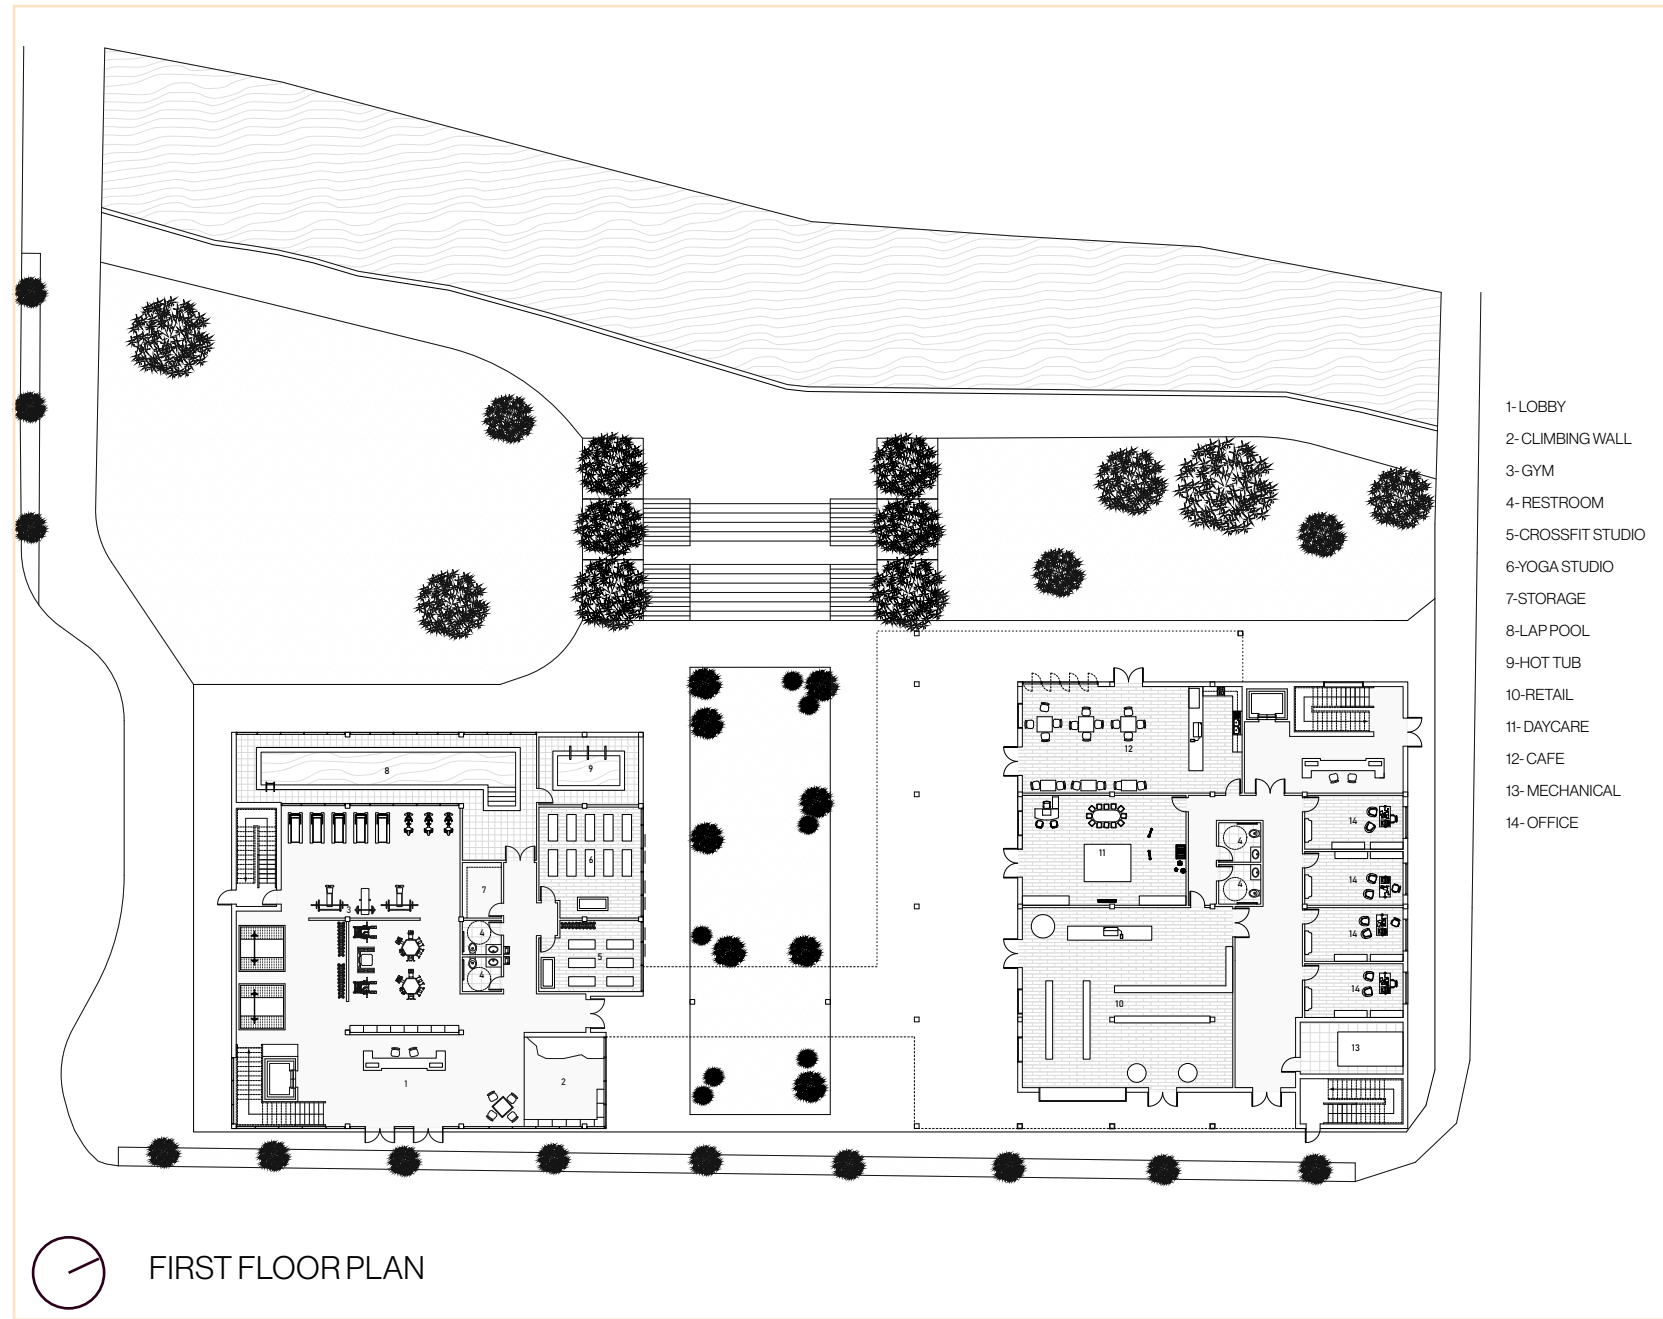 1- LOBBY
2- CLIMBING WALL
3- GYM
4- RESTROOM
5-CROSSFIT STUDIO
6-YOGA STUDIO
7-STORAGE
8-LAP POOL
9-HOT TUB
10-RETAIL
11- DAYCARE
12- CAFE
13- MECHANICAL
14- OFFICE
8
9
12
14
4
11
6
14
7
4
3
14
4
5
14
4
10
13
1
2
FIRST FLOOR PLAN